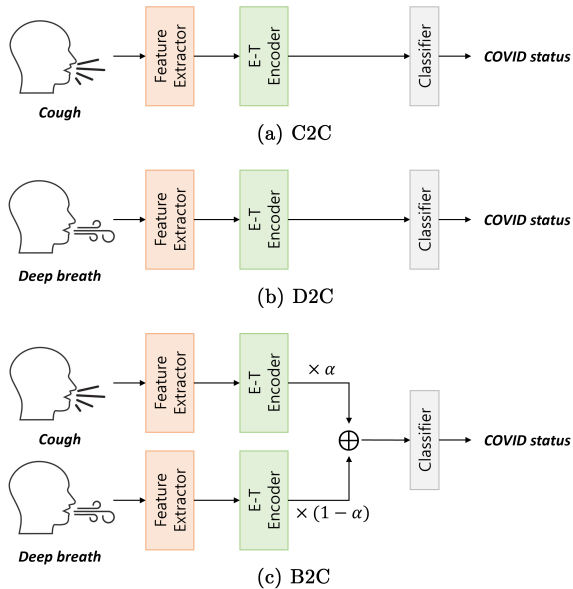 Cough
Feature
Extractor
E-T
Encoder
Classifier
COVID status
(a) C2C
Deep breath
Feature
Extractor
E-T
Encoder
Classifier
COVID status
(b) D2C
Cough
Feature
Extractor
E-T
Encoder
× α
Deep breath
Feature
Extractor
E-T
Encoder
× (1 − α)
Classifier
COVID status
(c) B2C